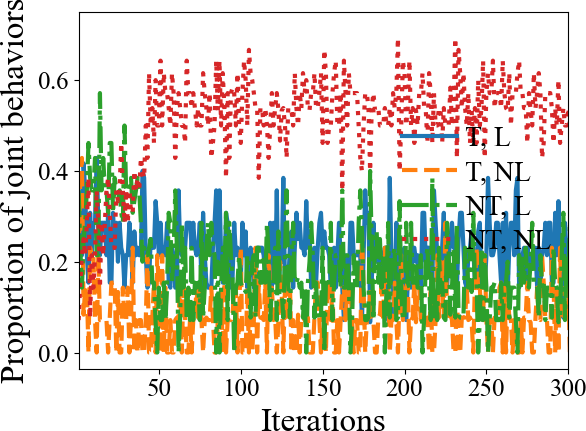 Proportion of joint behaviors
0.6
0.4
0.2
0.0
T, L
T, NL
NT, L
NT, NL
50
100
150
200
250
300
Iterations